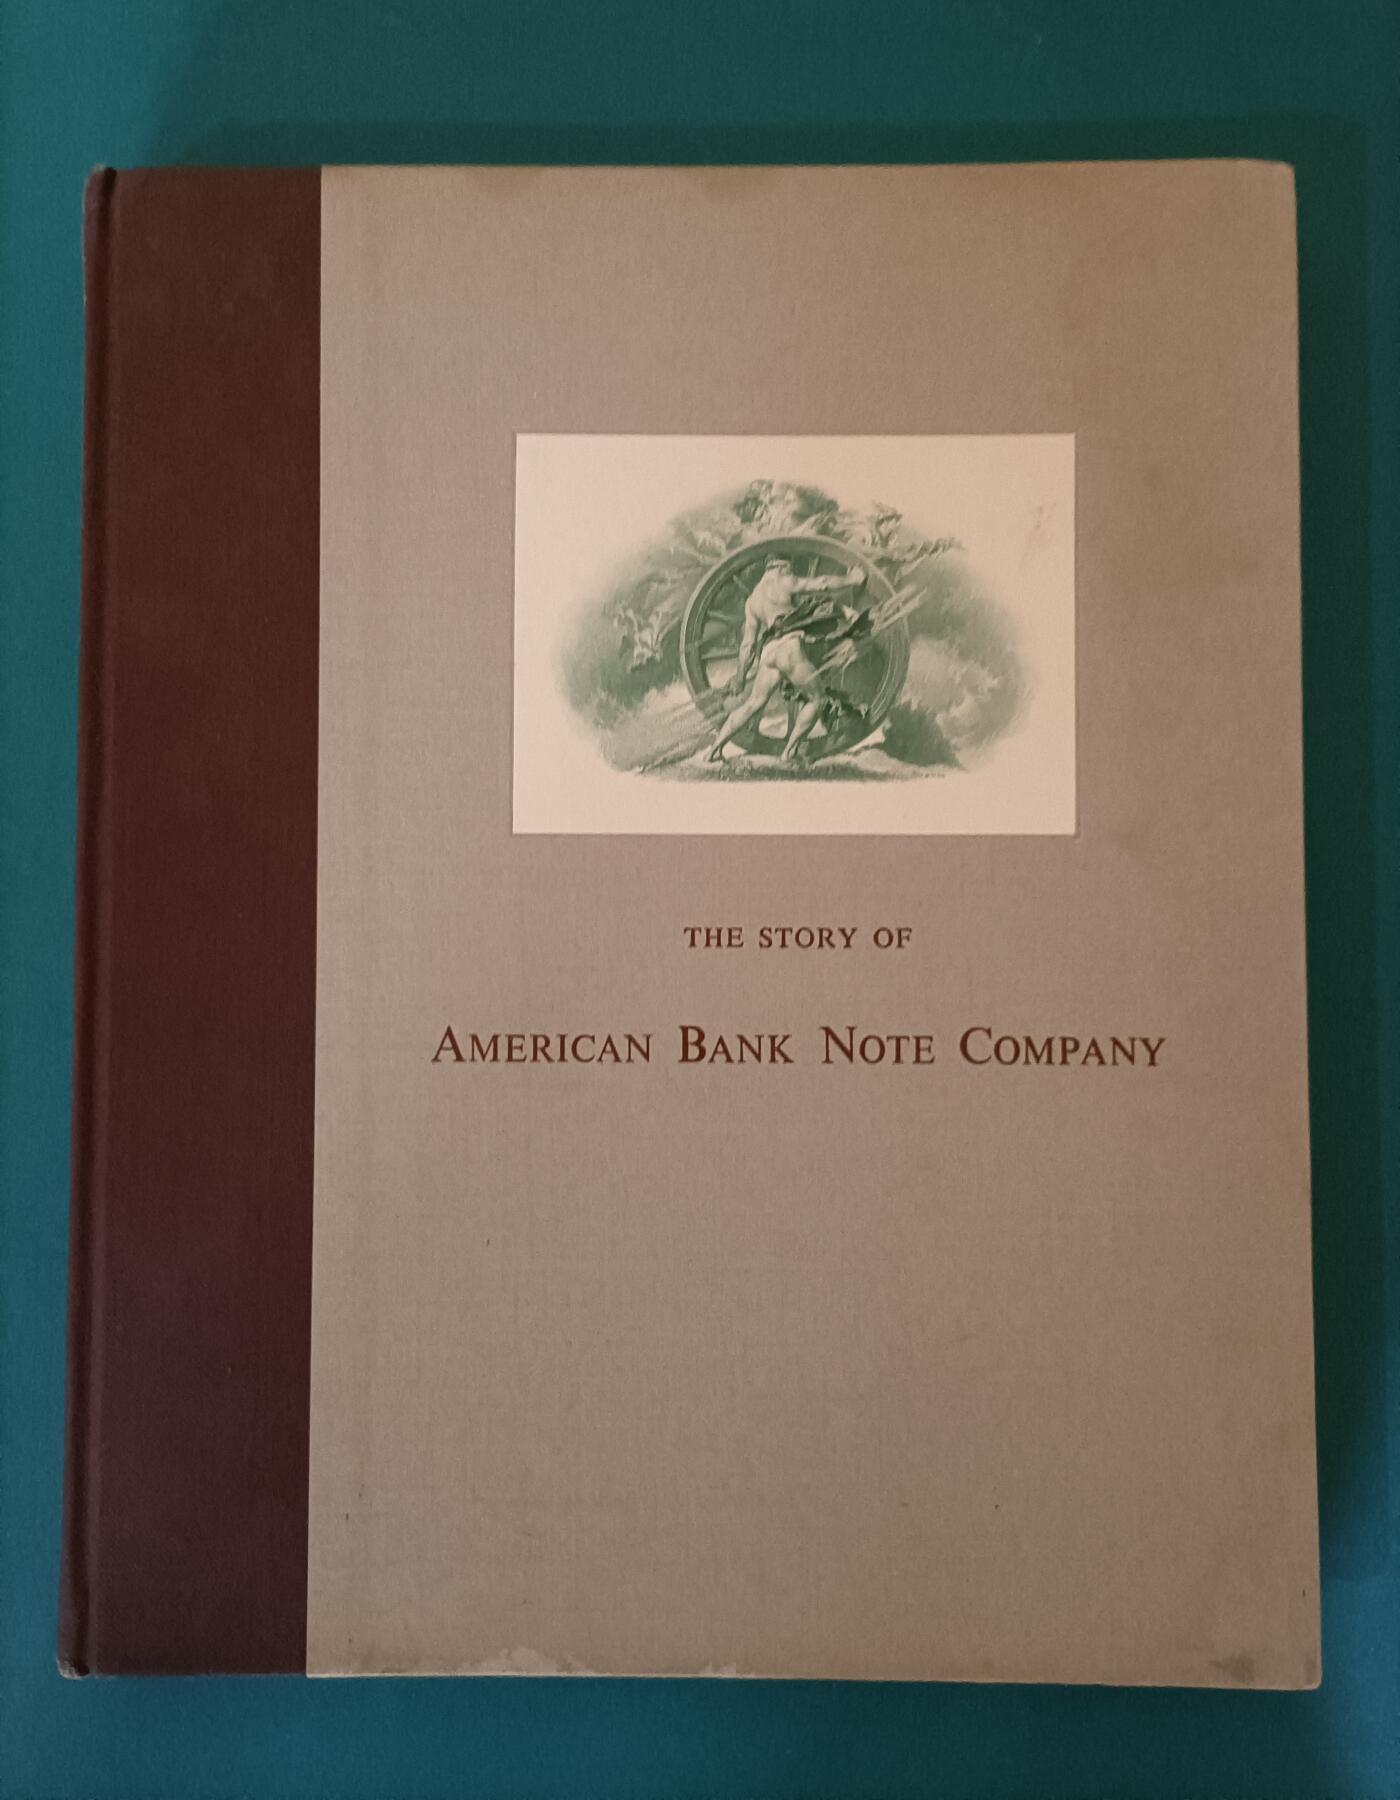 THE STORY OF
AMERICAN BANK NOTE COMPANY